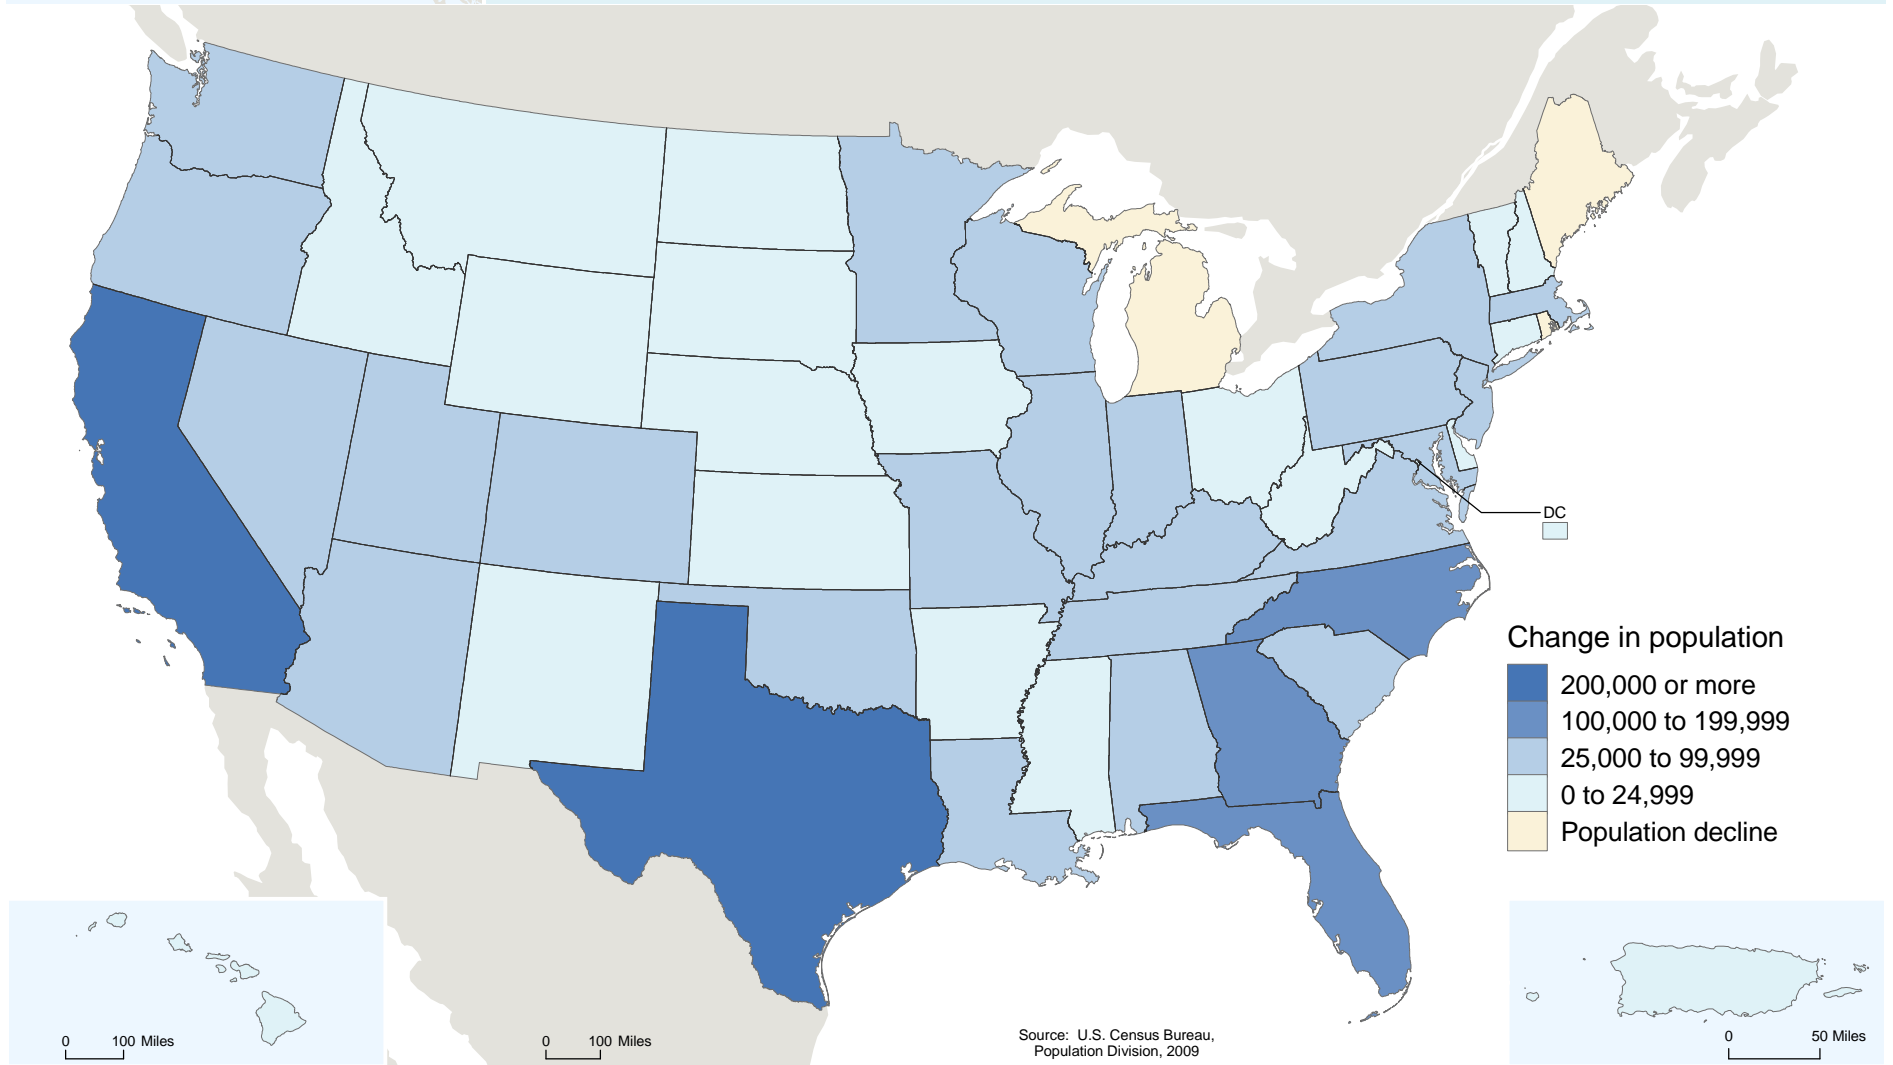 DC
Change in population
200,000 or more
100,000 to 199,999
25,000 to 99,999
0 to 24,999
Population decline
0 100 Miles
0 100 Miles
Source: U.S. Census Bureau,
Population Division, 2009
0 50 Miles